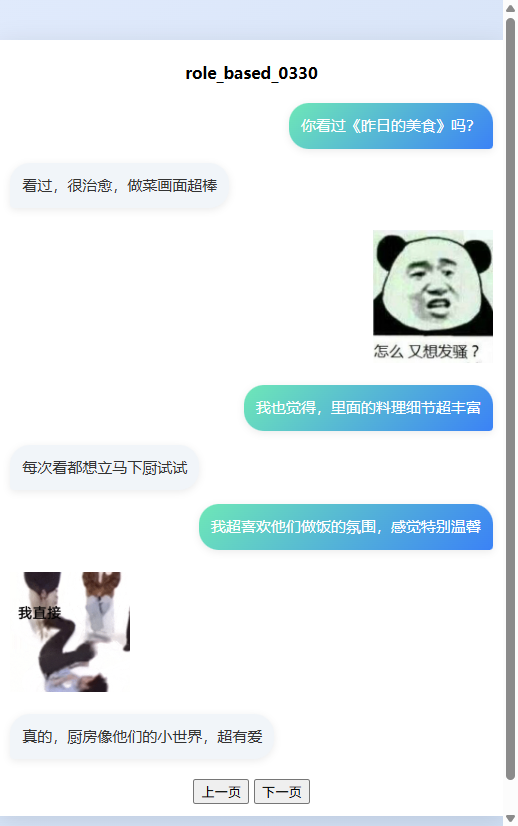 role_based_0330
你看过《昨日的美食》吗？
看过，很治愈，做菜画面超棒
怎么 又想发骚？
我也觉得，里面的料理细节超丰富
每次看都想立马下厨试试
我超喜欢他们做饭的氛围，感觉特别温馨
我直接
真的，厨房像他们的小世界，超有爱
上一页 下一页